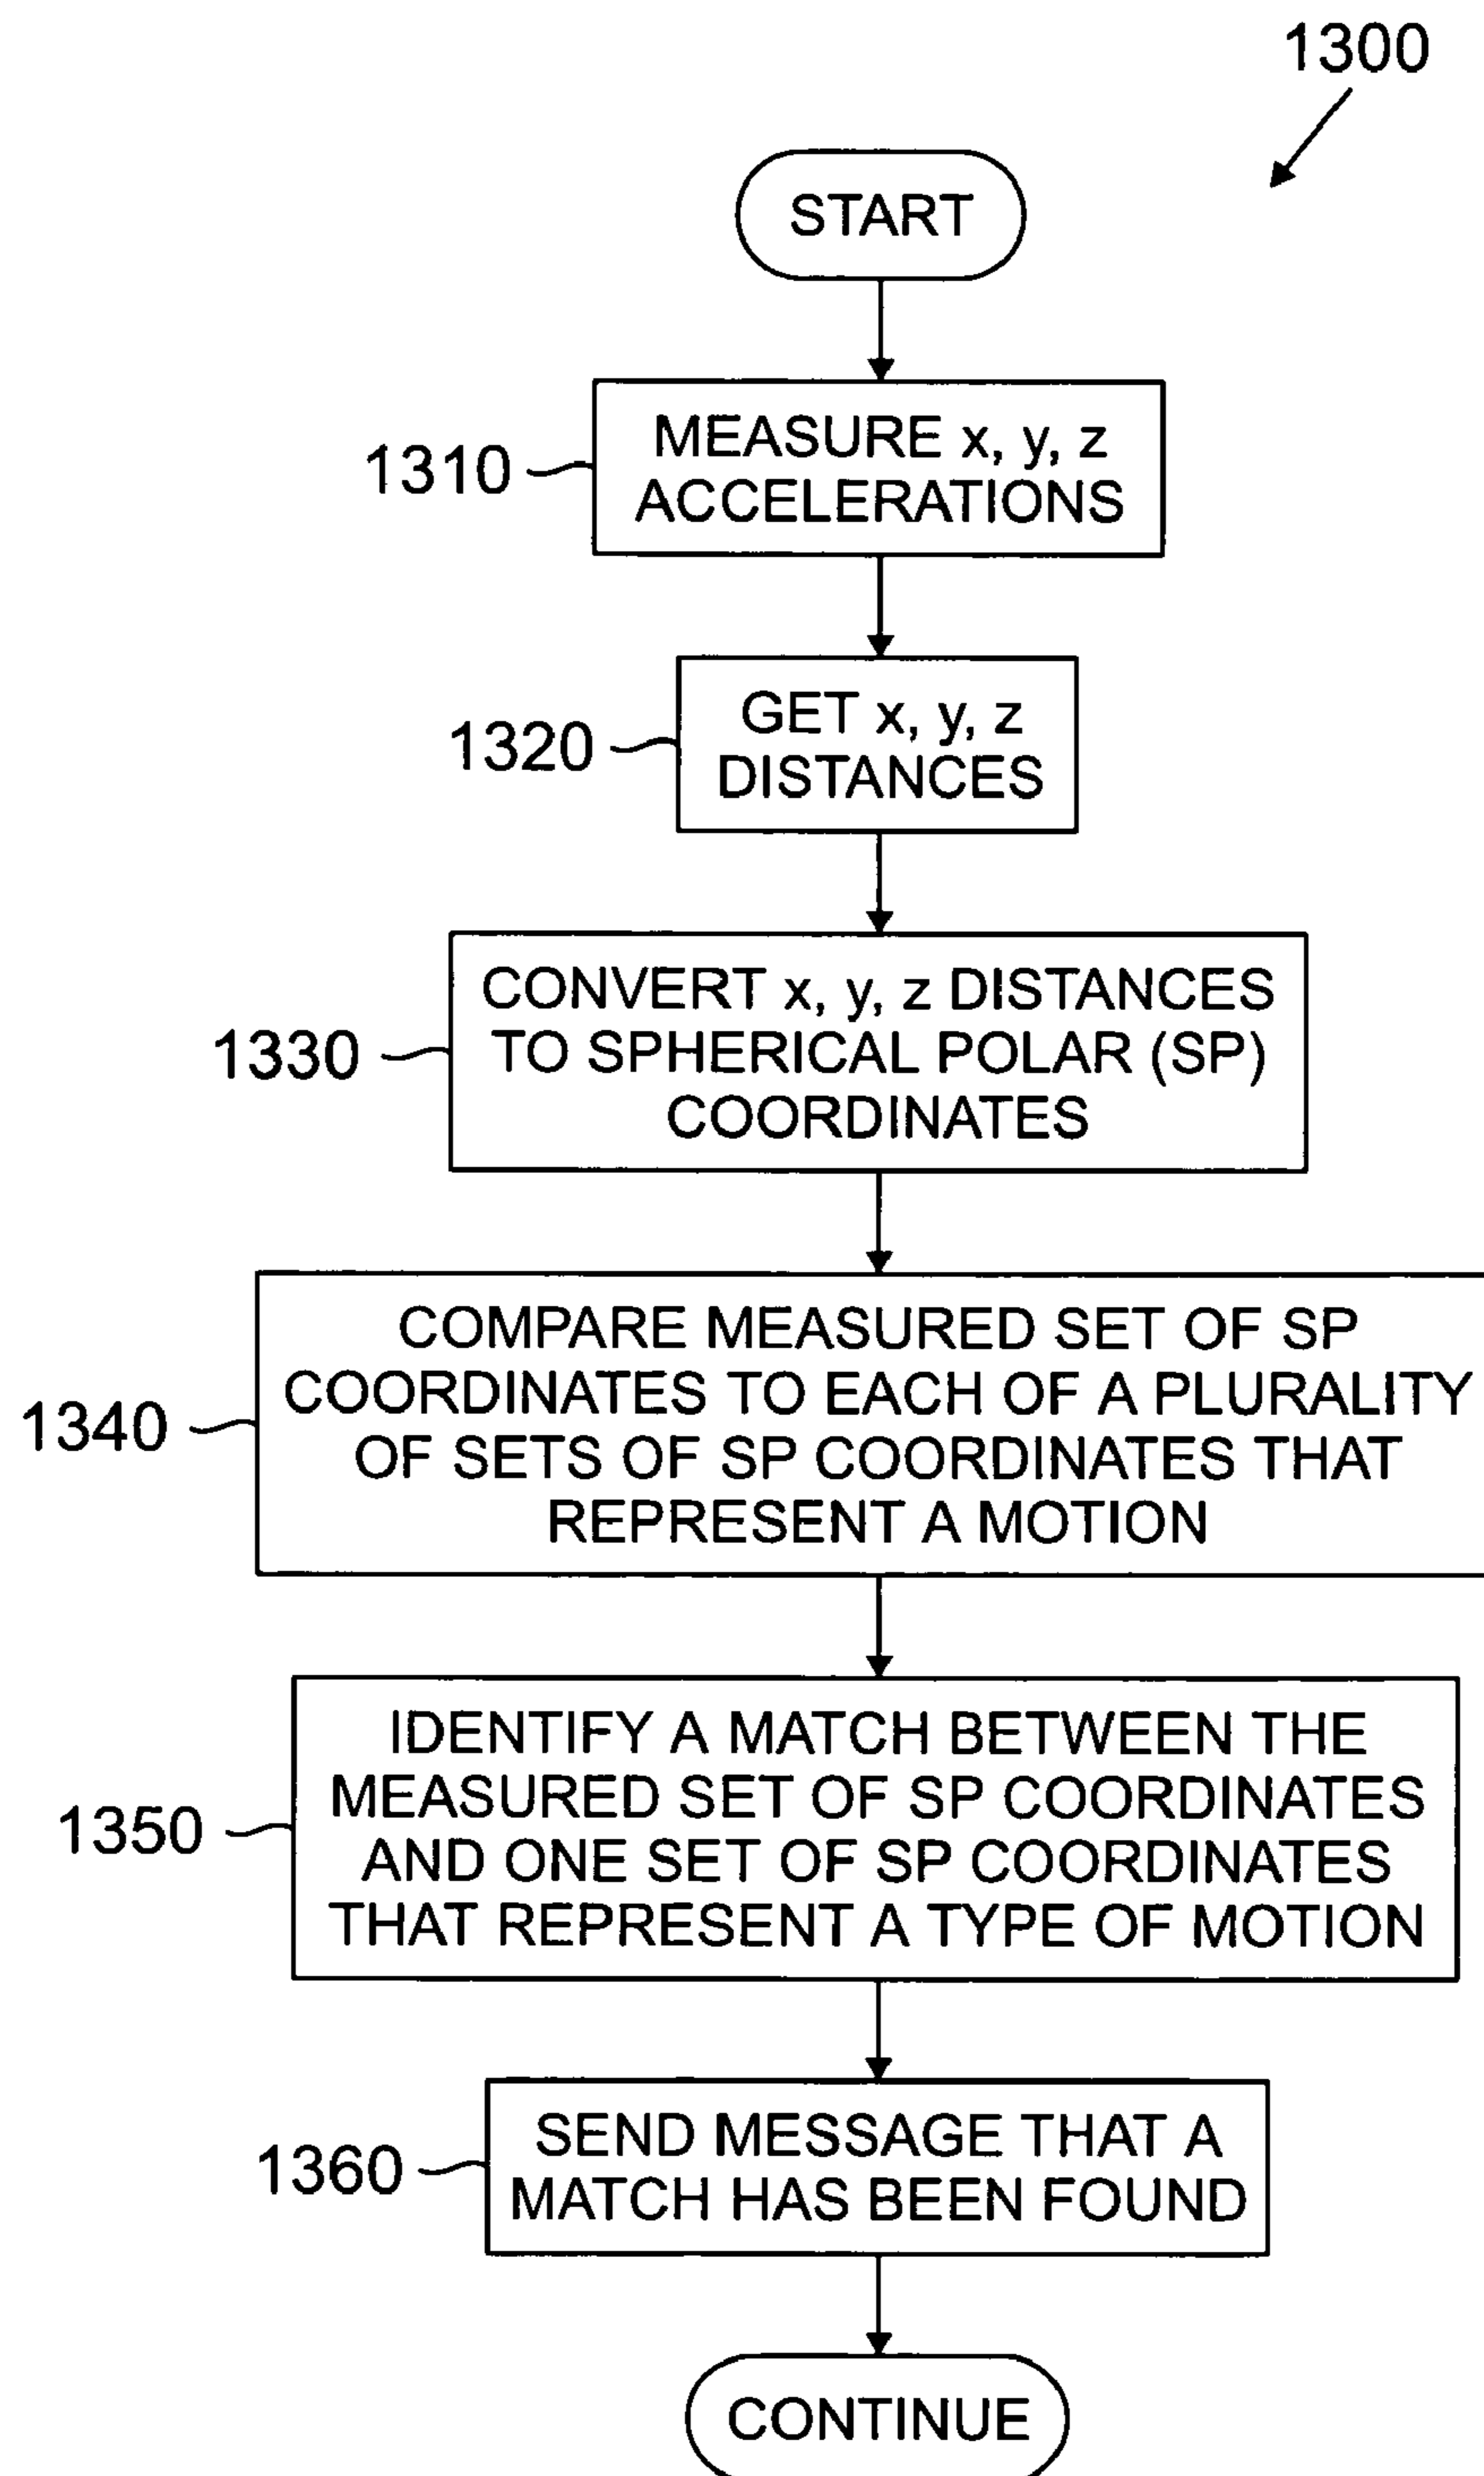 1300
START
1310
MEASURE x, y, z
ACCELERATIONS
1320
GET x, y, z
DISTANCES
1330
CONVERT x, y, z DISTANCES
TO SPHERICAL POLAR (SP)
COORDINATES
1340
COMPARE MEASURED SET OF SP
COORDINATES TO EACH OF A PLURALITY
OF SETS OF SP COORDINATES THAT
REPRESENT A MOTION
1350
IDENTIFY A MATCH BETWEEN THE
MEASURED SET OF SP COORDINATES
AND ONE SET OF SP COORDINATES
THAT REPRESENT A TYPE OF MOTION
1360
SEND MESSAGE THAT A
MATCH HAS BEEN FOUND
CONTINUE